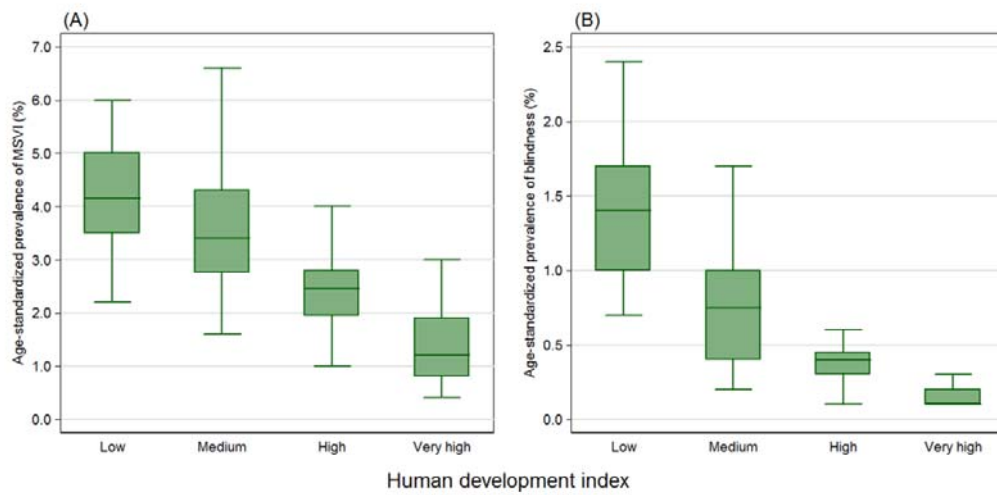 (A)
Age-standardized prevalence of MSVI (%)
7.0
6.0
5.0
4.0
3.0
2.0
1.0
0.0
Low Medium High Very high
(B)
Age-standardized prevalence of blindness (%)
2.5
2.0
1.5
1.0
0.5
0.0
Low Medium High Very high
Human development index